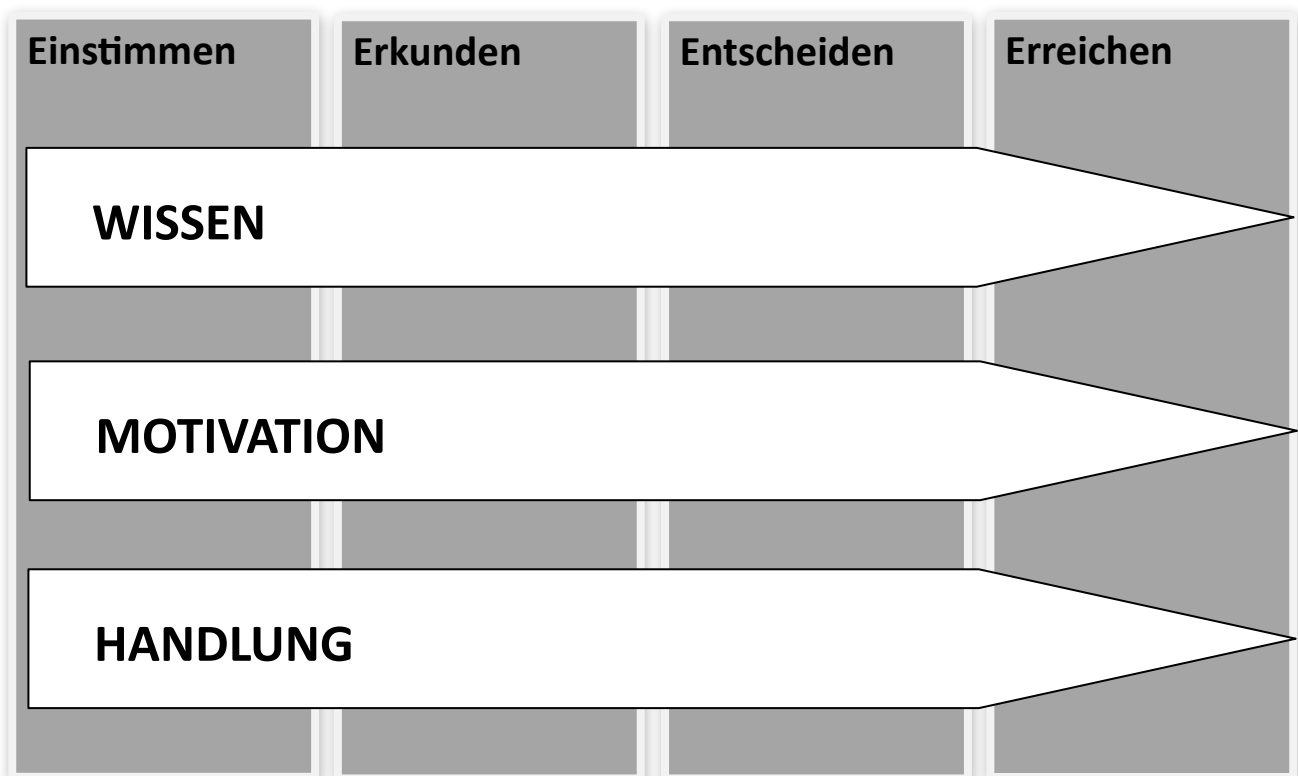 Einstimmen
Erkunden
Entscheiden
Erreichen
WISSEN
MOTIVATION
HANDLUNG